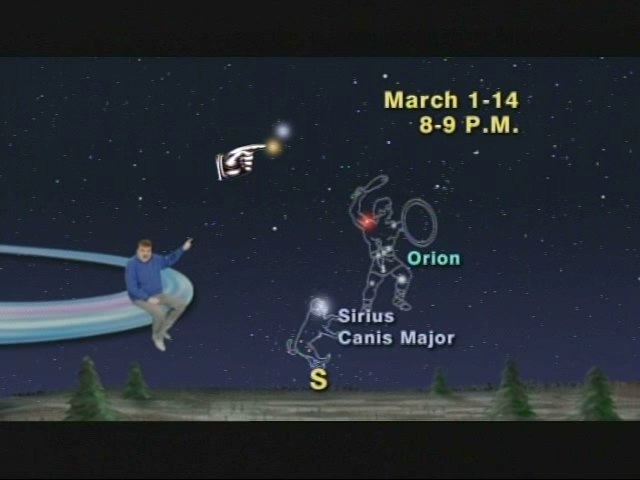 March 1-14
8-9 P.M.
Orion
Sirius
Canis Major
S